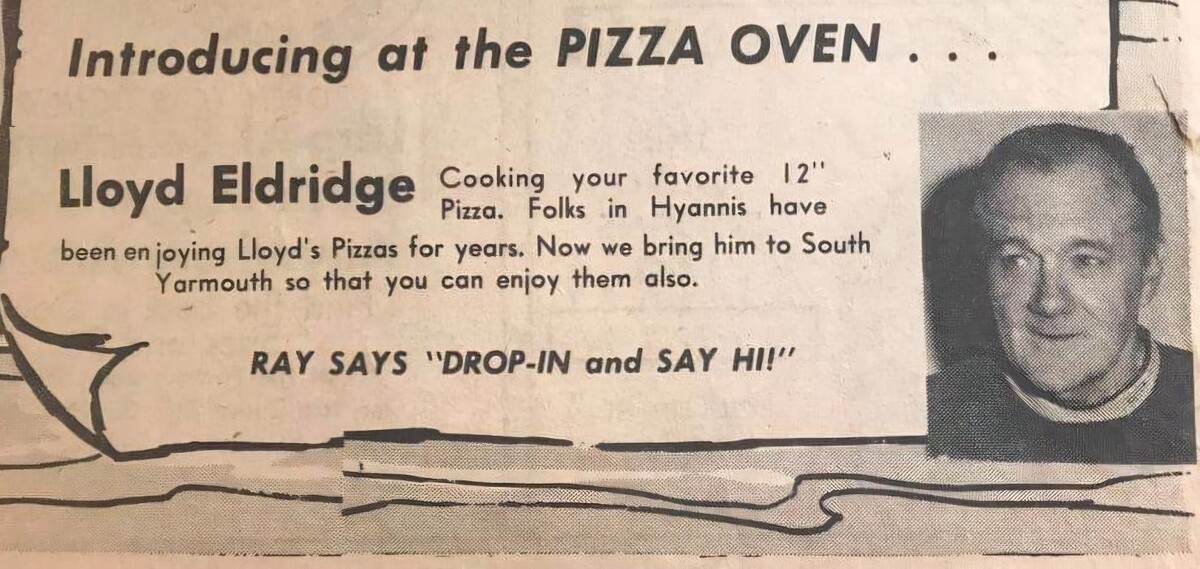 Introducing at the PIZZA OVEN . . .
Lloyd Eldridge Cooking your favorite 12"
Pizza. Folks in Hyannis have
been enjoying Lloyd's Pizzas for years. Now we bring him to South
Yarmouth so that you can enjoy them also.
RAY SAYS "DROP-IN and SAY HI!"